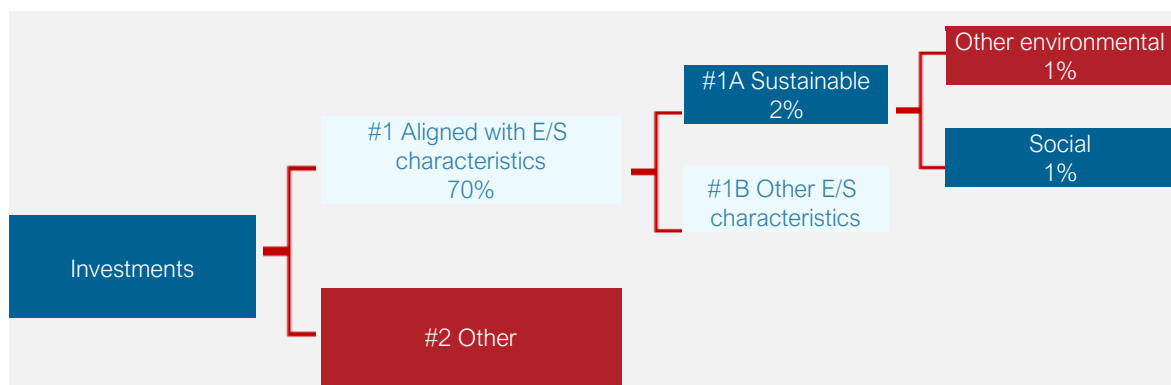 Investments
#1 Aligned with E/S
characteristics
70%
#2 Other
#1A Sustainable
2%
#1B Other E/S
characteristics
Other environmental
1%
Social
1%